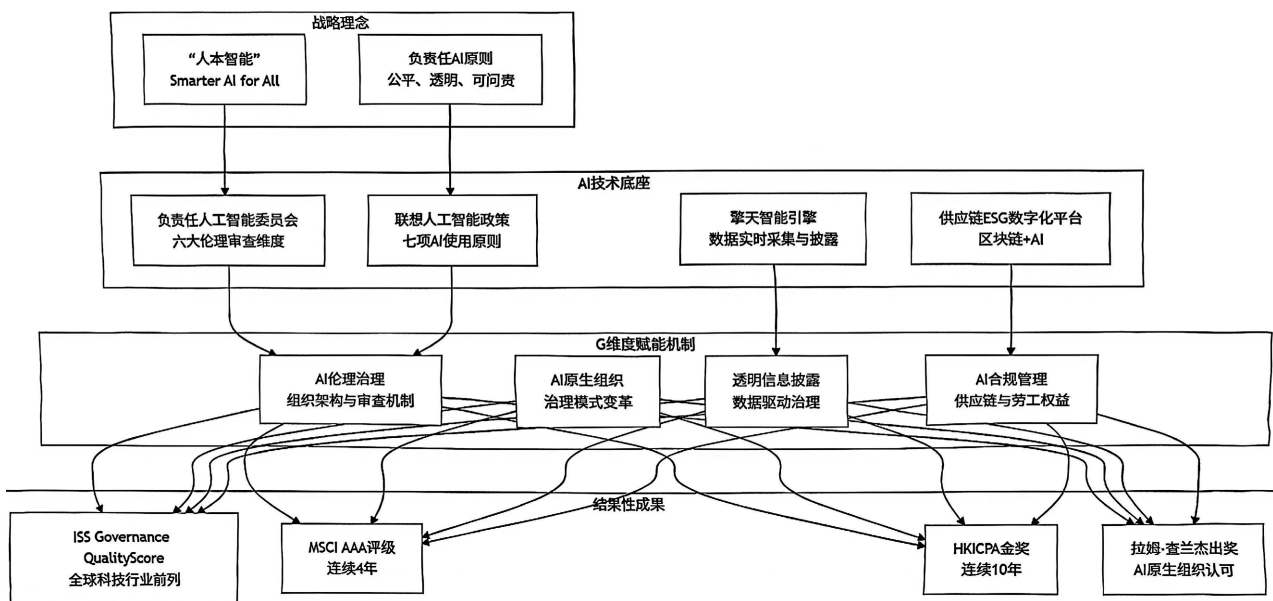 战略理念
“人本智能”
Smarter AI for All
负责任AI原则
公平、透明、可问责
AI技术底座
负责任人工智能委员会
六大伦理审查维度
联想人工智能政策
七项AI使用原则
擎天智能引擎
数据实时采集与披露
供应链ESG数字化平台
区块链+AI
G维度赋能机制
AI伦理治理
组织架构与审查机制
AI原生组织
治理模式变革
透明信息披露
数据驱动治理
AI合规管理
供应链与劳工权益
结果性成果
ISS Governance
QualityScore
全球科技行业前列
MSCI AAA评级
连续4年
HKICPA金奖
连续10年
拉姆·查兰杰出奖
AI原生组织认可